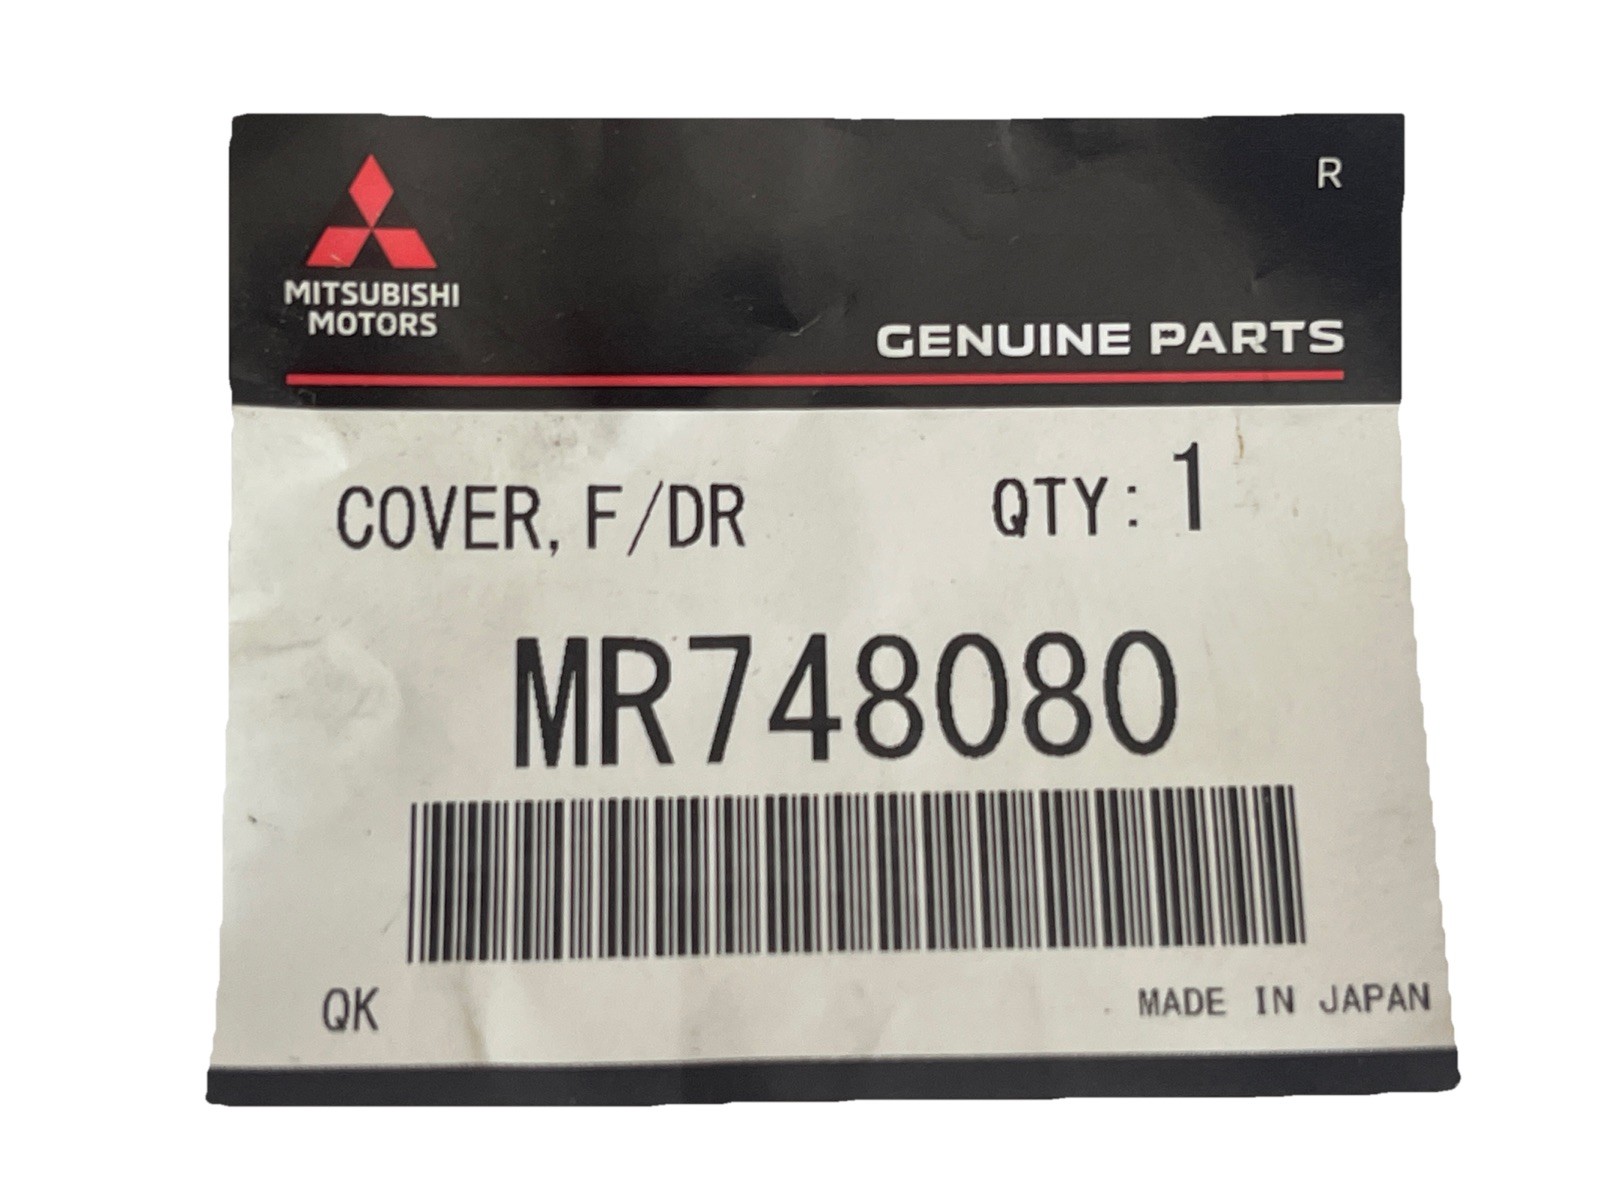 R
MITSUBISHI
MOTORS
GENUINE PARTS
COVER, F/DR QTY: 1
MR748080
QK MADE IN JAPAN